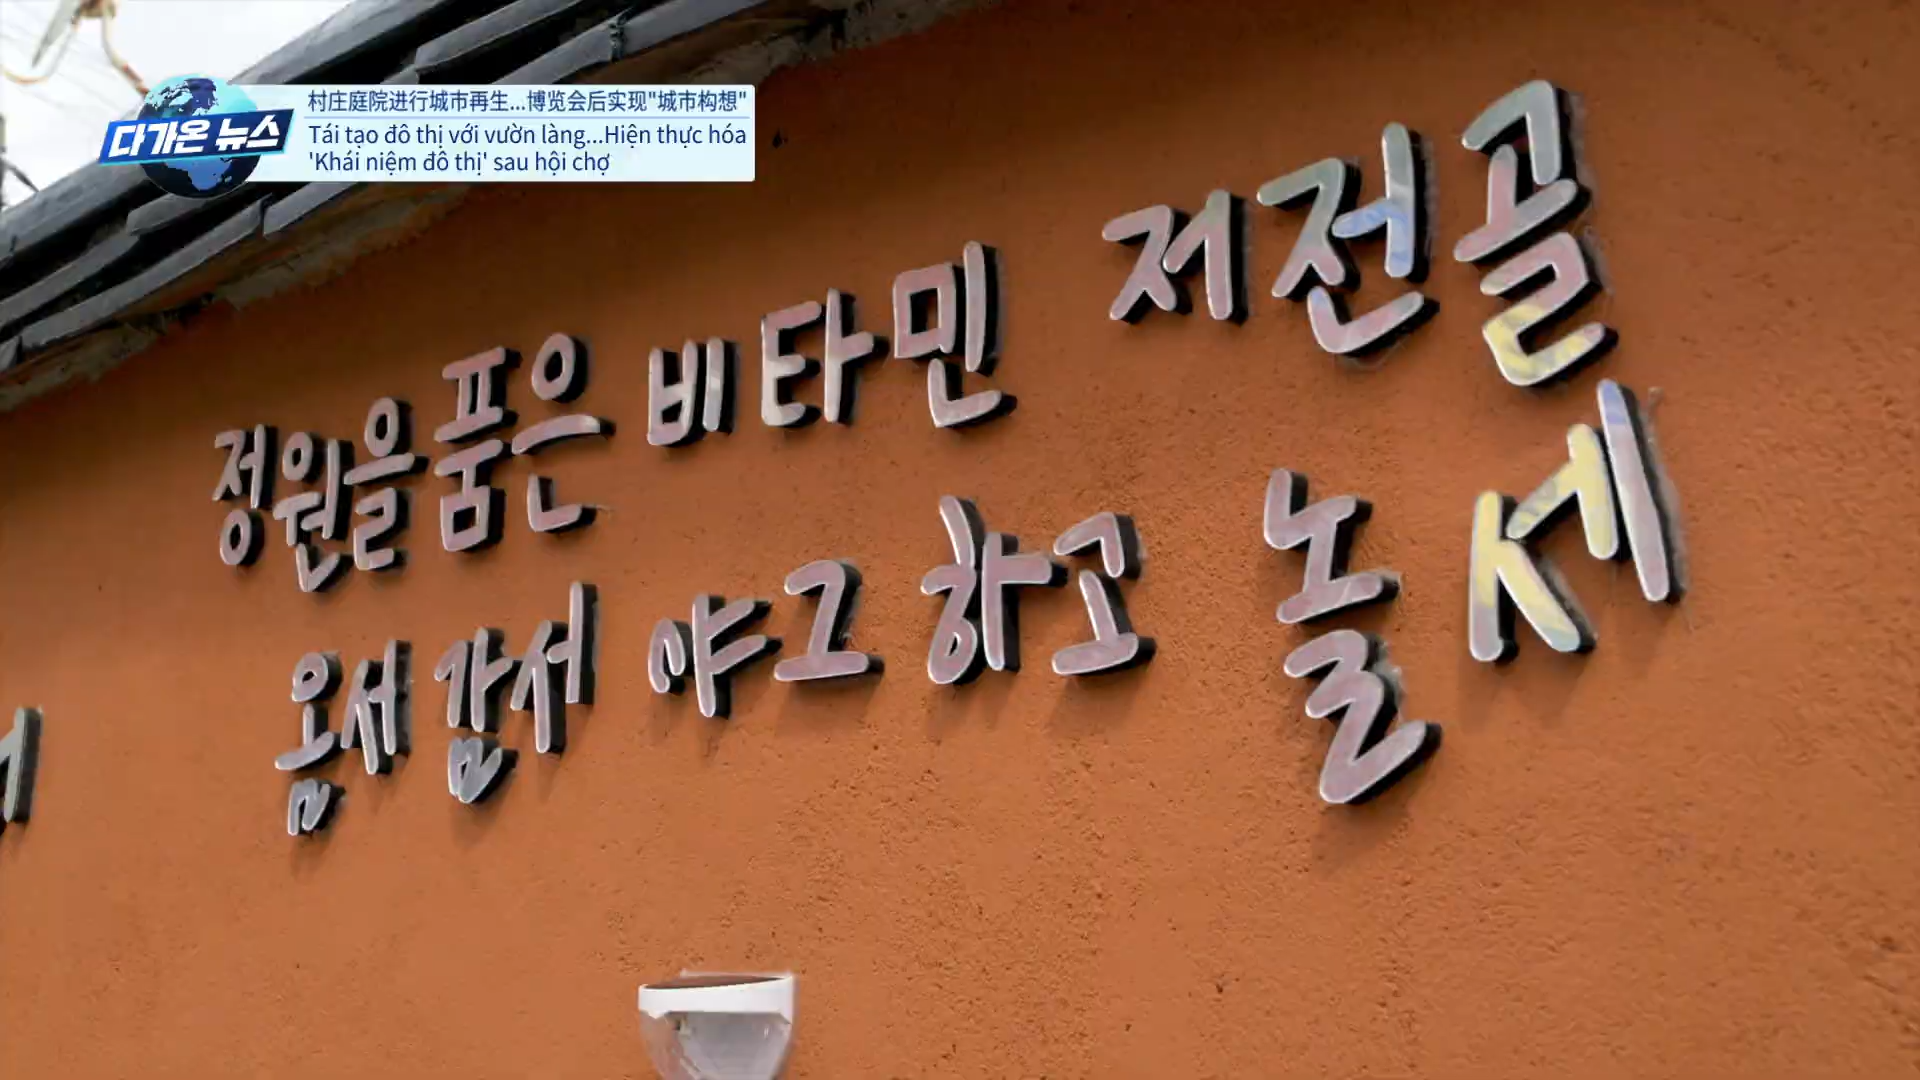 다가온 뉴스
村庄庭院进行城市再生...博览会后实现"城市构想"
Tái tạo đô thị với vườn làng...Hiện thực hóa
'Khái niệm đô thị' sau hội chợ
정원을 품은 비타민 저전골
옴서 감서 야그하고 놀세